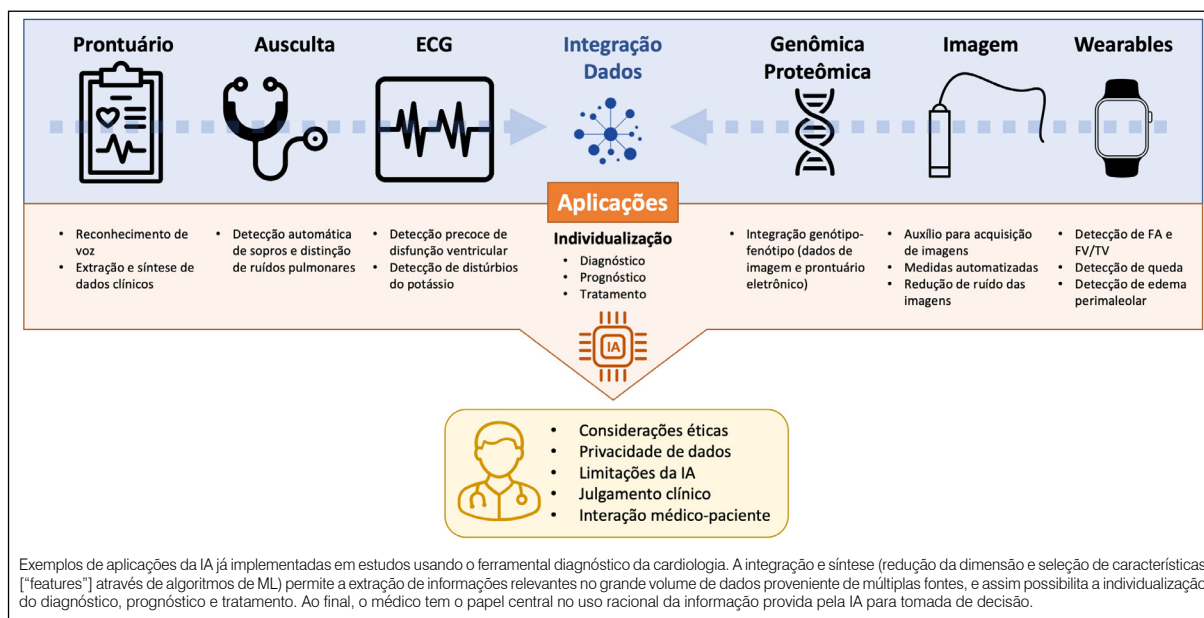 Prontuário
Ausculta
ECG
Integração
Dados
Genômica
Proteômica
Imagem
Wearables
Aplicações
• Reconhecimento de
voz
• Extração e síntese de
dados clínicos
• Detecção automática
de sopros e distinção
de ruídos pulmonares
• Detecção precoce de
disfunção ventricular
• Detecção de distúrbios
do potássio
Individualização
• Diagnóstico
• Prognóstico
• Tratamento
• Integração genótipo-
fenótipo (dados de
imagem e prontuário
eletrônico)
• Auxílio para acquisição
de imagens
• Medidas automatizadas
• Redução de ruído das
imagens
• Detecção de FA e
FV/TV
• Detecção de queda
• Detecção de edema
perimaleolar
IA
• Considerações éticas
• Privacidade de dados
• Limitações da IA
• Julgamento clínico
• Interação médico-paciente
Exemplos de aplicações da IA já implementadas em estudos usando o ferramental diagnóstico da cardiologia. A integração e síntese (redução da dimensão e seleção de características
["features"] através de algoritmos de ML) permite a extração de informações relevantes no grande volume de dados proveniente de múltiplas fontes, e assim possibilita a individualização
do diagnóstico, prognóstico e tratamento. Ao final, o médico tem o papel central no uso racional da informação provida pela IA para tomada de decisão.